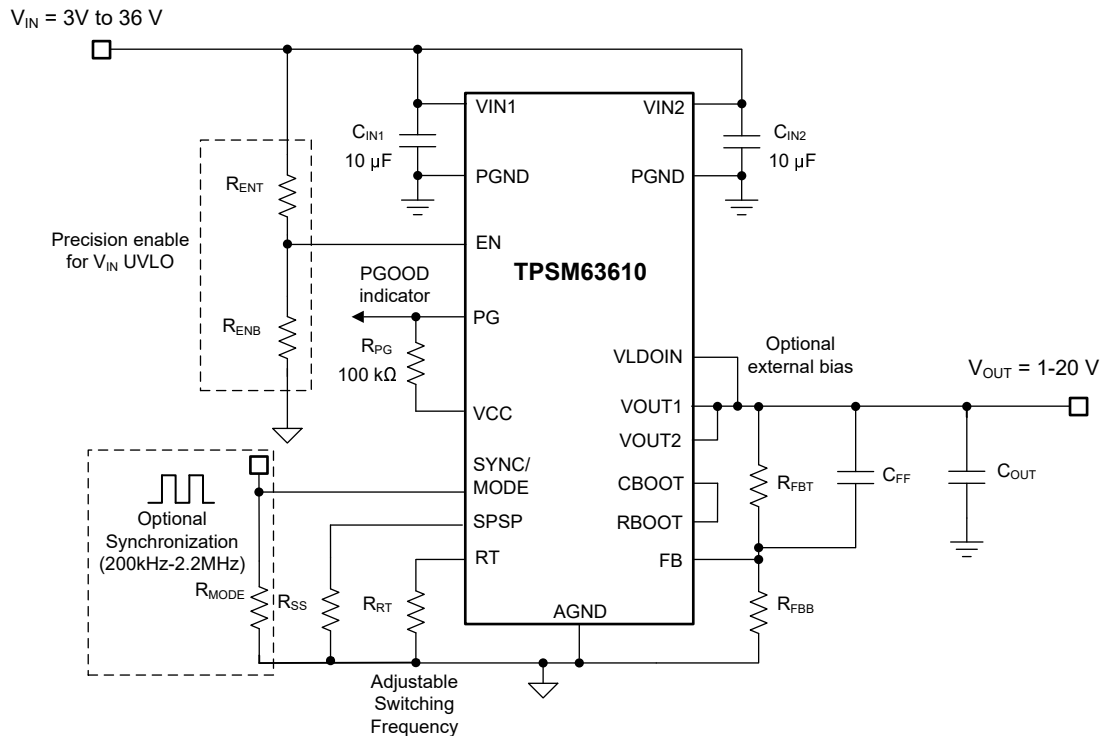 V_IN = 3V to 36 V
VIN1
VIN2
C_IN1
10 µF
C_IN2
10 µF
PGND
PGND
R_ENT
Precision enable
for V_IN UVLO
EN
TPSM63610
PGOOD
indicator
PG
R_ENB
R_PG
100 kΩ
VLDOIN
Optional
external bias
V_OUT = 1-20 V
VCC
VOUT1
VOUT2
SYNC/
MODE
CBOOT
R_FBT
C_FF
C_OUT
Optional
Synchronization
(200kHz-2.2MHz)
SPSP
RBOOT
RT
FB
R_MODE
R_SS
R_RT
AGND
R_FBB
Adjustable
Switching
Frequency